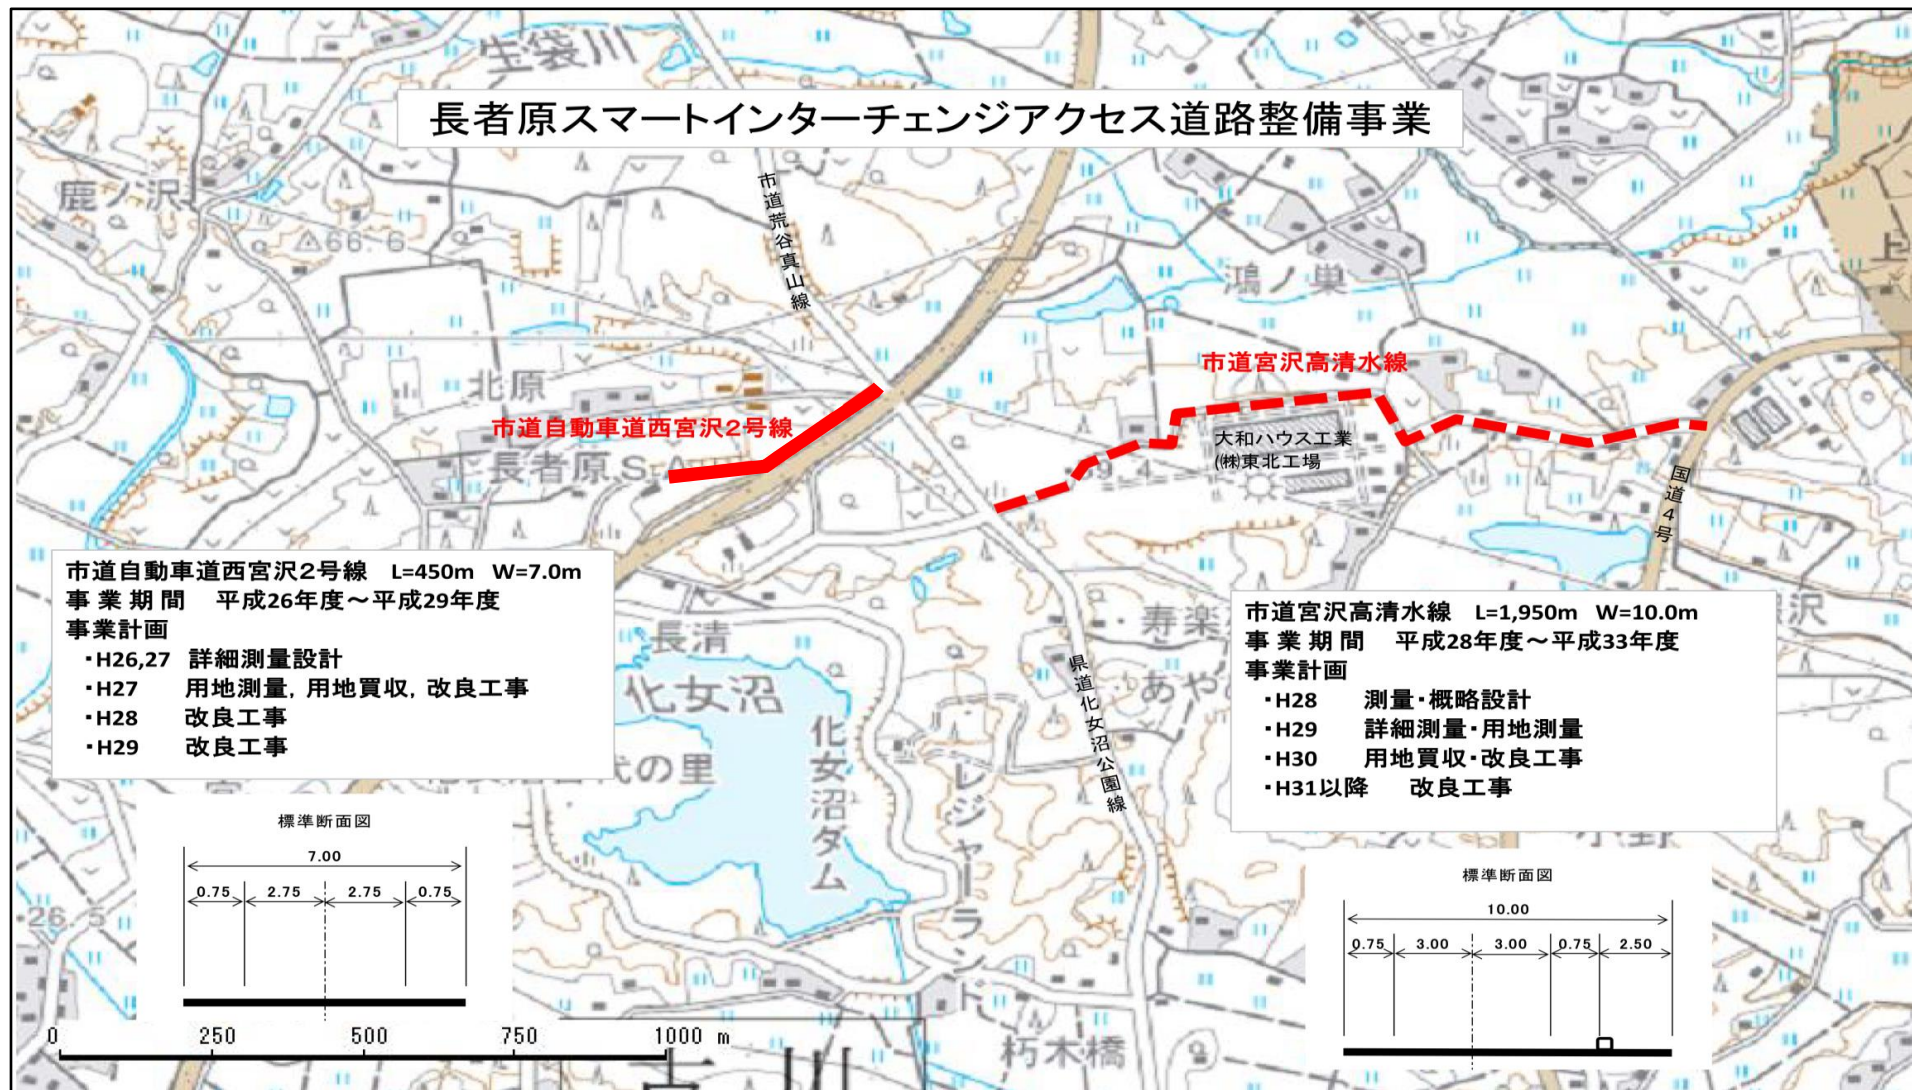 生袋川
長者原スマートインターチェンジアクセス道路整備事業
鹿ノ沢
66.6
市道荒谷真山線
鴻ノ巣
上
北原
市道宮沢高清水線
市道自動車道西宮沢2号線
長者原S.A
大和ハウス工業
㈱東北工場
39.4
国道4号
市道自動車道西宮沢2号線 L=450m W=7.0m
事業期間 平成26年度～平成29年度
事業計画
・H26,27 詳細測量設計
・H27 用地測量, 用地買収, 改良工事
・H28 改良工事
・H29 改良工事
長清
化女沼
化女沼ダム
代の里
レジャーランド
県道化女沼公園線
寿楽
あや
沢
市道宮沢高清水線 L=1,950m W=10.0m
事業期間 平成28年度～平成33年度
事業計画
・H28 測量・概略設計
・H29 詳細測量・用地測量
・H30 用地買収・改良工事
・H31以降 改良工事
標準断面図
7.00
0.75 2.75 2.75 0.75
26.5
標準断面図
10.00
0.75 3.00 3.00 0.75 2.50
0 250 500 750 1000 m
朽木橋